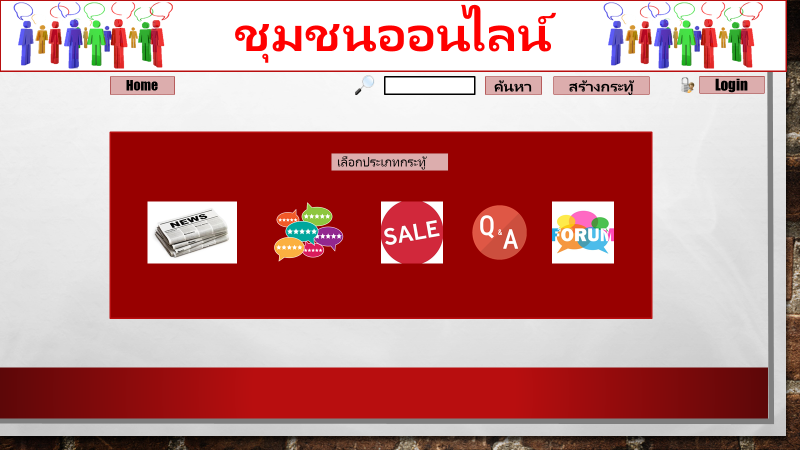 ชุมชนออนไลน์
Home
ค้นหา
สร้างกระทู้
Login
เลือกประเภทกระทู้
NEWS
SALE
Q & A
FORUM